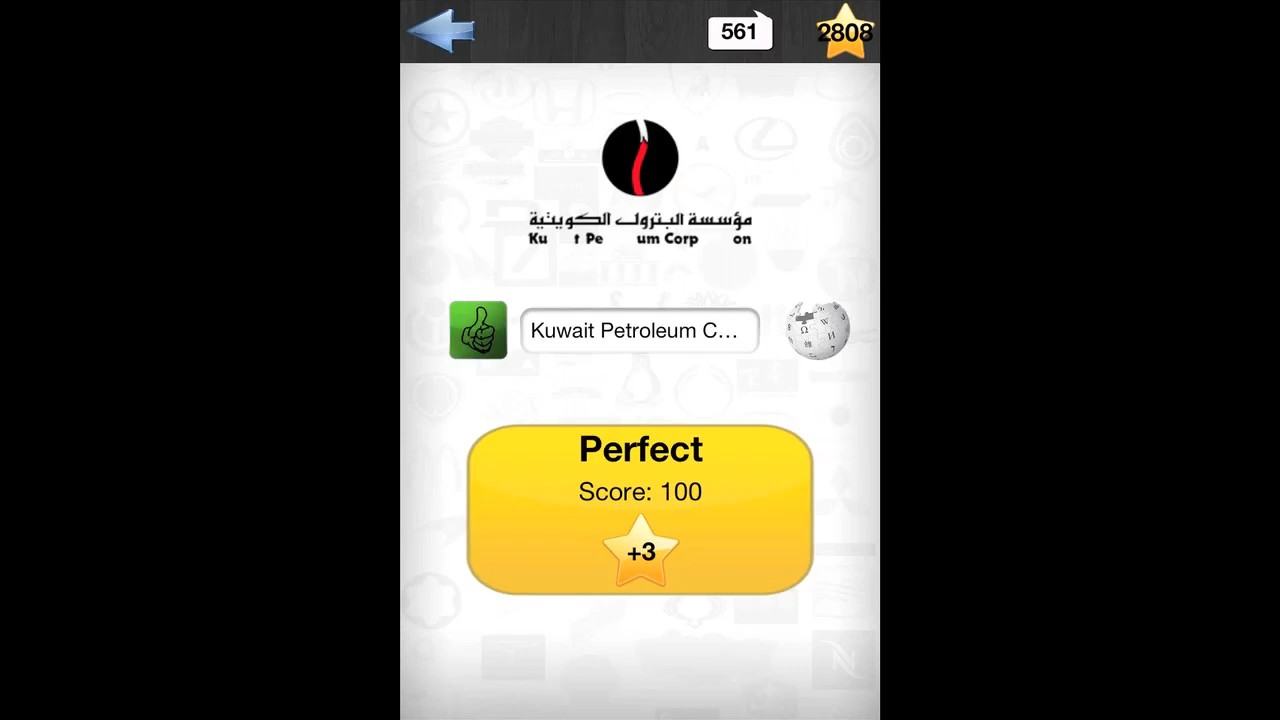 561
2808
مؤسسة البترول الكويتية
Ku t Pe um Corp on
Kuwait Petroleum C...
Perfect
Score: 100
+3